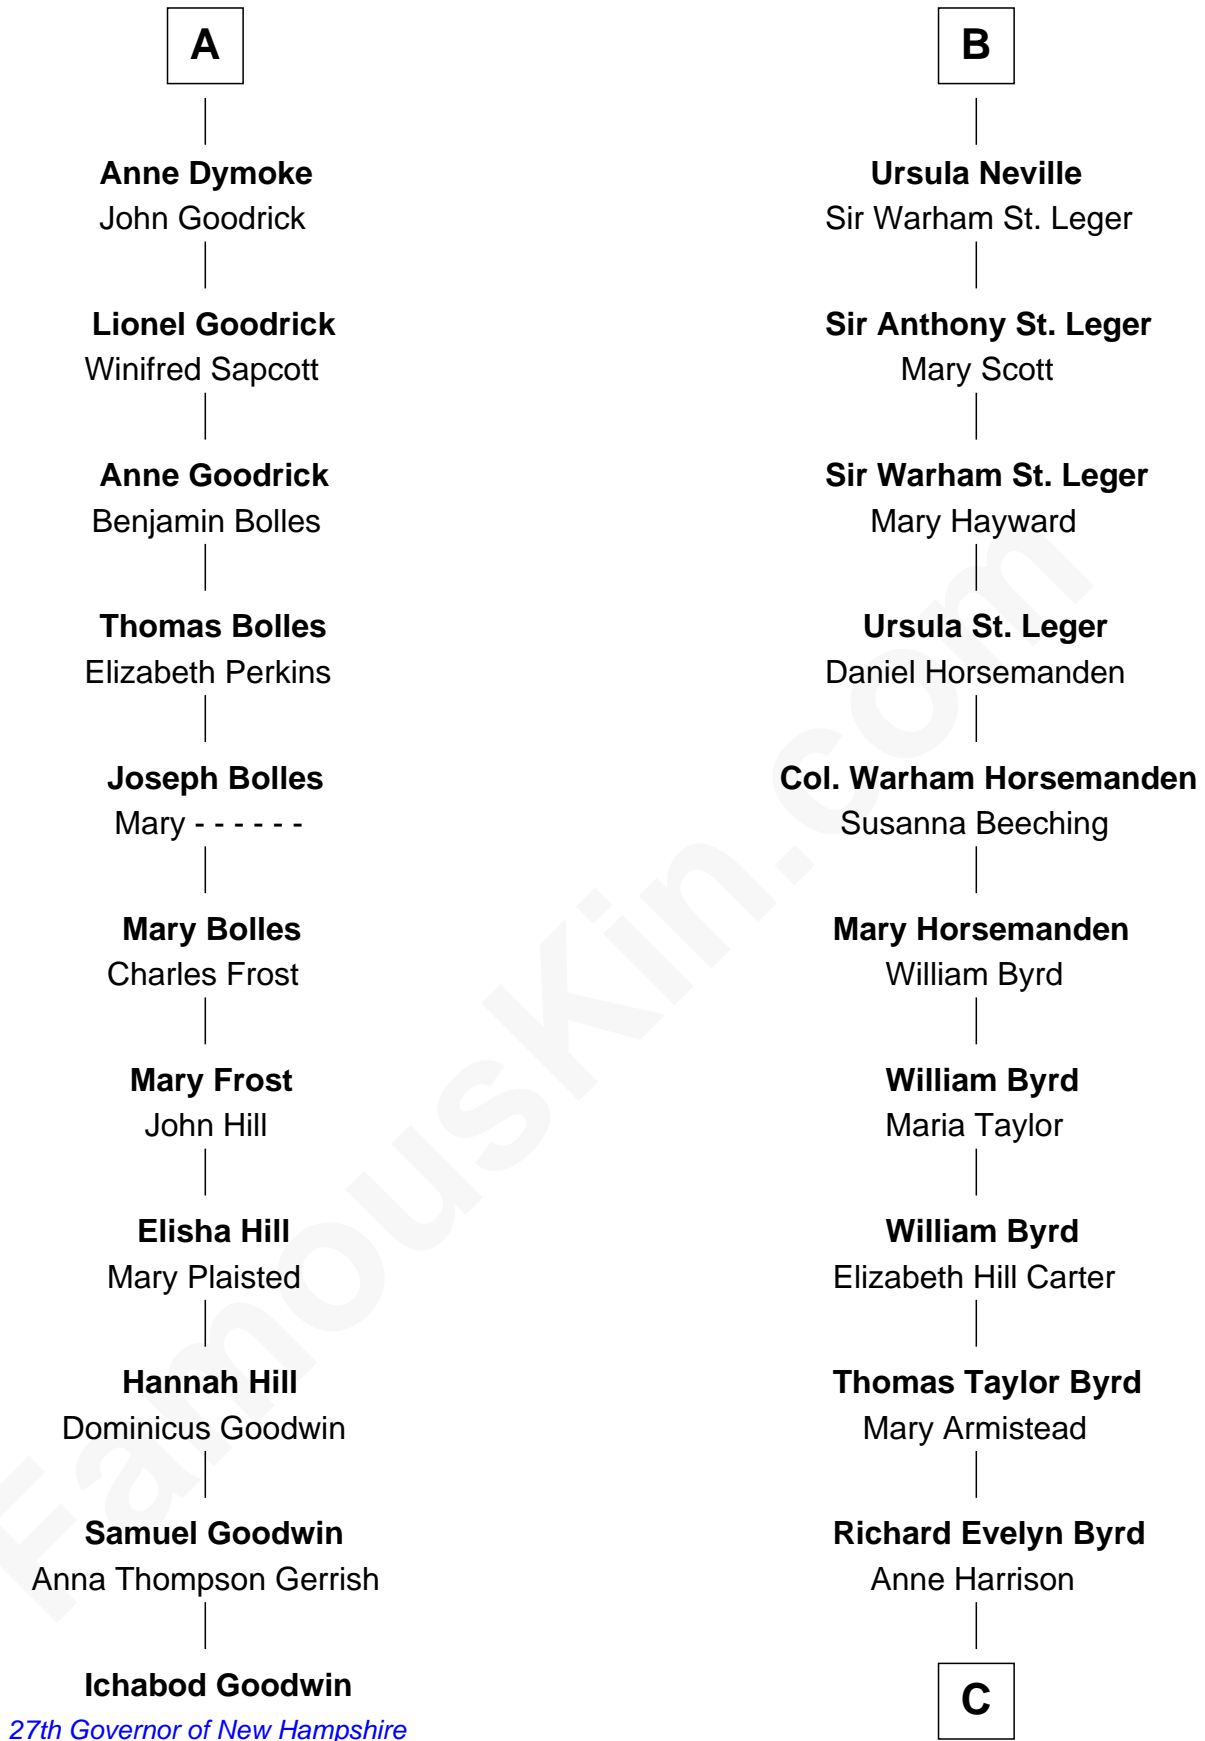 A
Anne Dymoke
John Goodrick
Lionel Goodrick
Winifred Sapcott
Anne Goodrick
Benjamin Bolles
Thomas Bolles
Elizabeth Perkins
Joseph Bolles
Mary - - - - - -
Mary Bolles
Charles Frost
Mary Frost
John Hill
Elisha Hill
Mary Plaisted
Hannah Hill
Dominicus Goodwin
Samuel Goodwin
Anna Thompson Gerrish
Ichabod Goodwin
27th Governor of New Hampshire
B
Ursula Neville
Sir Warham St. Leger
Sir Anthony St. Leger
Mary Scott
Sir Warham St. Leger
Mary Hayward
Ursula St. Leger
Daniel Horsemanden
Col. Warham Horsemanden
Susanna Beeching
Mary Horsemanden
William Byrd
William Byrd
Maria Taylor
William Byrd
Elizabeth Hill Carter
Thomas Taylor Byrd
Mary Armistead
Richard Evelyn Byrd
Anne Harrison
C
FamousKin.com